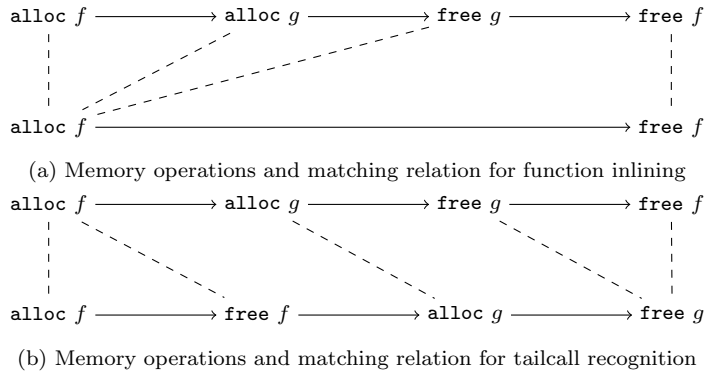 alloc f alloc g free g free f
alloc f free f
(a) Memory operations and matching relation for function inlining
alloc f alloc g free g free f
alloc f free f alloc g free g
(b) Memory operations and matching relation for tailcall recognition